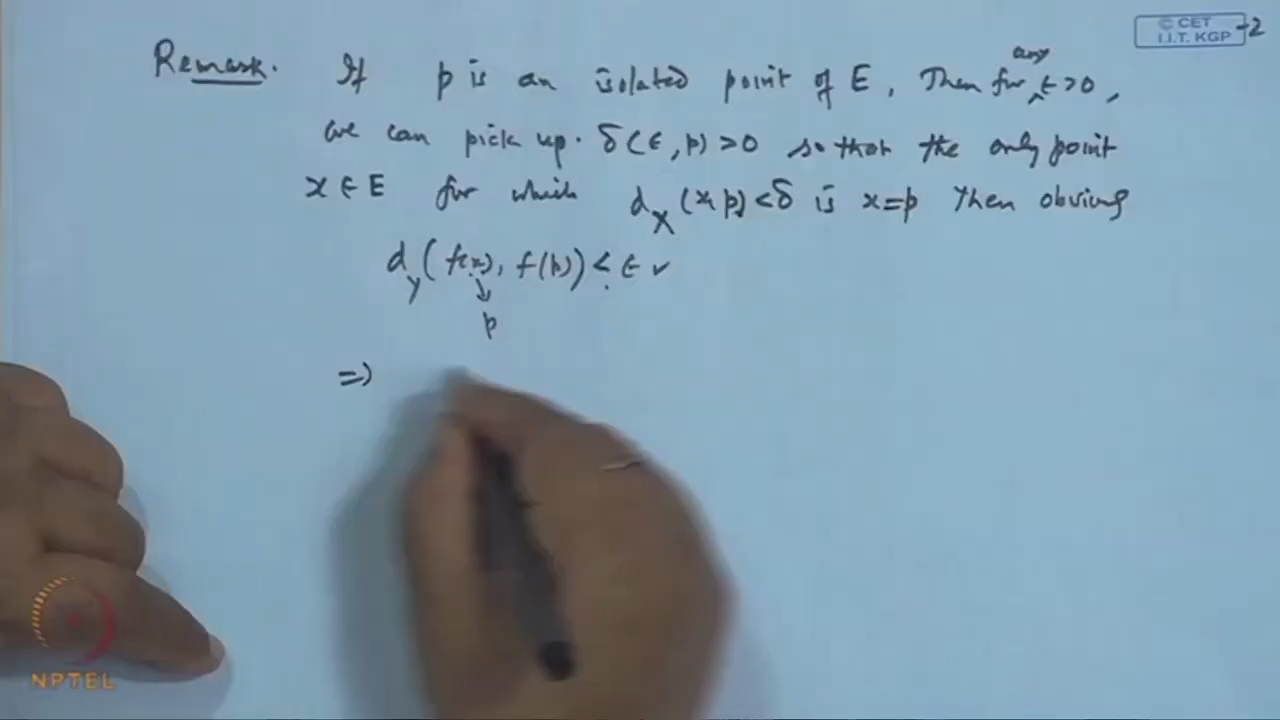 © CET
I.I.T. KGP
-2
Remark. If p is an isolated point of E, Then for any ε>0,
we can pick up. δ(ε, p) >0 so that the only point
x ∈ E for which d_X (x, p) < δ is x=p Then obviously
d_Y (f(x), f(p)) < ε ✓
↓
p
⇒
NPTEL